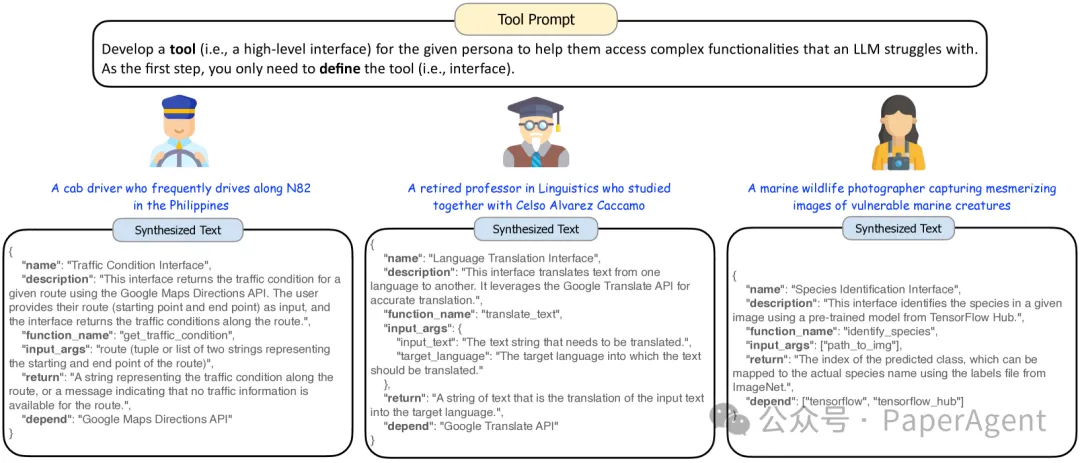 Tool Prompt
Develop a tool (i.e., a high-level interface) for the given persona to help them access complex functionalities that an LLM struggles with.
As the first step, you only need to define the tool (i.e., interface).
A cab driver who frequently drives along N82
in the Philippines
Synthesized Text
{
"name": "Traffic Condition Interface",
"description": "This interface returns the traffic condition for a
given route using the Google Maps Directions API. The user
provides their route (starting point and end point) as input, and
the interface returns the traffic conditions along the route.",
"function_name": "get_traffic_condition",
"input_args": "route (tuple or list of two strings representing
the starting and end point of the route)",
"return": "A string representing the traffic condition along the
route, or a message indicating that no traffic information is
available for the route.",
"depend": "Google Maps Directions API"
}
A retired professor in Linguistics who studied
together with Celso Alvarez Caccamo
Synthesized Text
{
"name": "Language Translation Interface",
"description": "This interface translates text from one
language to another. It leverages the Google Translate API for
accurate translation.",
"function_name": "translate_text",
"input_args": {
"input_text": "The text string that needs to be translated.",
"target_language": "The target language into which the text
should be translated."
},
"return": "A string of text that is the translation of the input text
into the target language.",
"depend": "Google Translate API"
}
A marine wildlife photographer capturing mesmerizing
images of vulnerable marine creatures
Synthesized Text
{
"name": "Species Identification Interface",
"description": "This interface identifies the species in a given
image using a pre-trained model from TensorFlow Hub.",
"function_name": "identify_species",
"input_args": ["path_to_img"],
"return": "The index of the predicted class, which can be
mapped to the actual species name using the labels file from
ImageNet.",
"depend": ["tensorflow", "tensorflow_hub"]
}
公众号 · PaperAgent